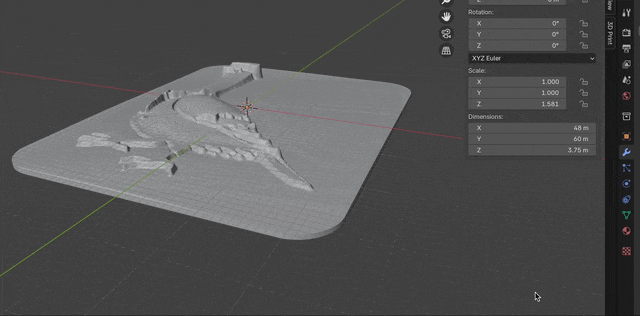 Rotation:
X 0°
Y 0°
Z 0°
XYZ Euler
Scale:
X 1.000
Y 1.000
Z 1.581
Dimensions:
X 48 m
Y 60 m
Z 3.75 m
3D Print